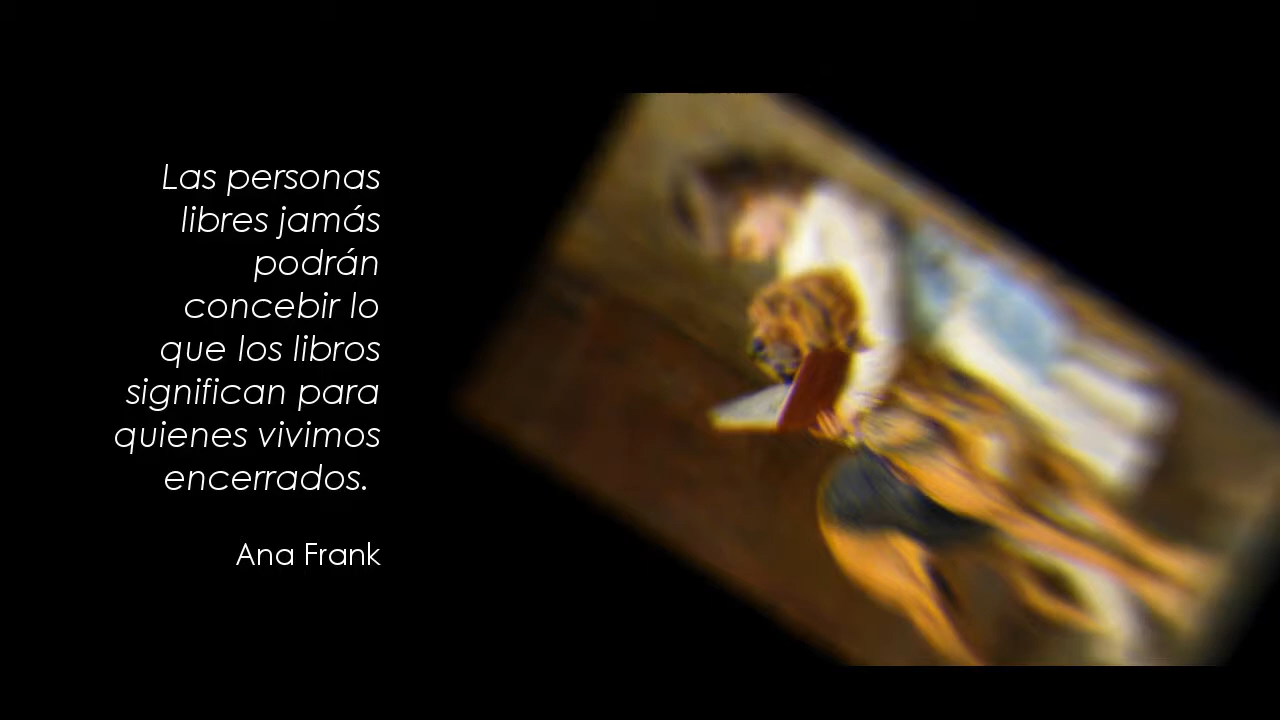 Las personas
libres jamás
podrán
concebir lo
que los libros
significan para
quienes vivimos
encerrados.
Ana Frank